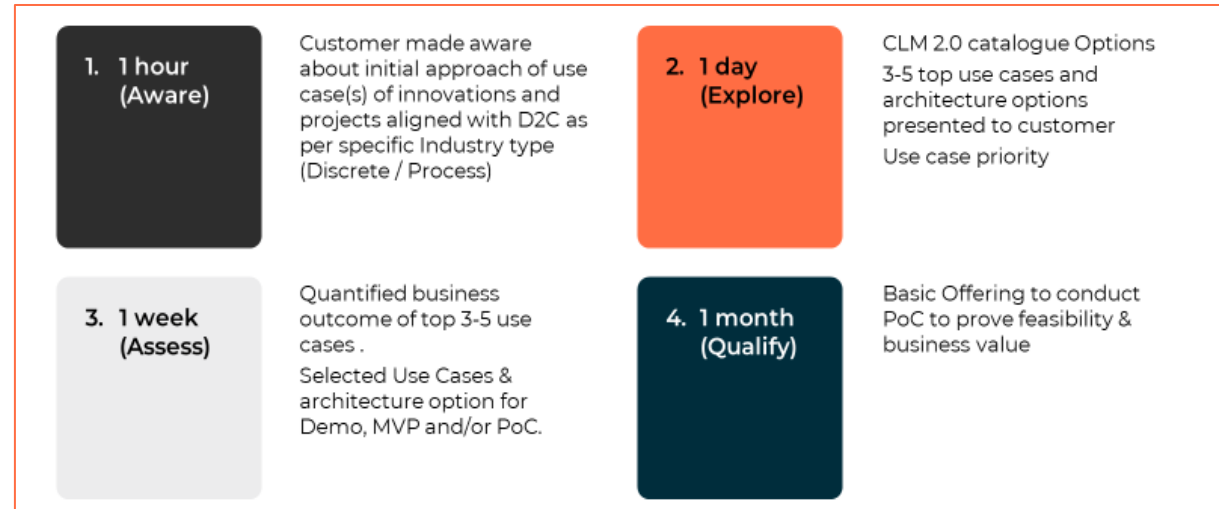 1. 1 hour
(Aware)
Customer made aware
about initial approach of use
case(s) of innovations and
projects aligned with D2C as
per specific Industry type
(Discrete / Process)
2. 1 day
(Explore)
CLM 2.0 catalogue Options
3-5 top use cases and
architecture options
presented to customer
Use case priority
3. 1 week
(Assess)
Quantified business
outcome of top 3-5 use
cases .
Selected Use Cases &
architecture option for
Demo, MVP and/or PoC.
4. 1 month
(Qualify)
Basic Offering to conduct
PoC to prove feasibility &
business value